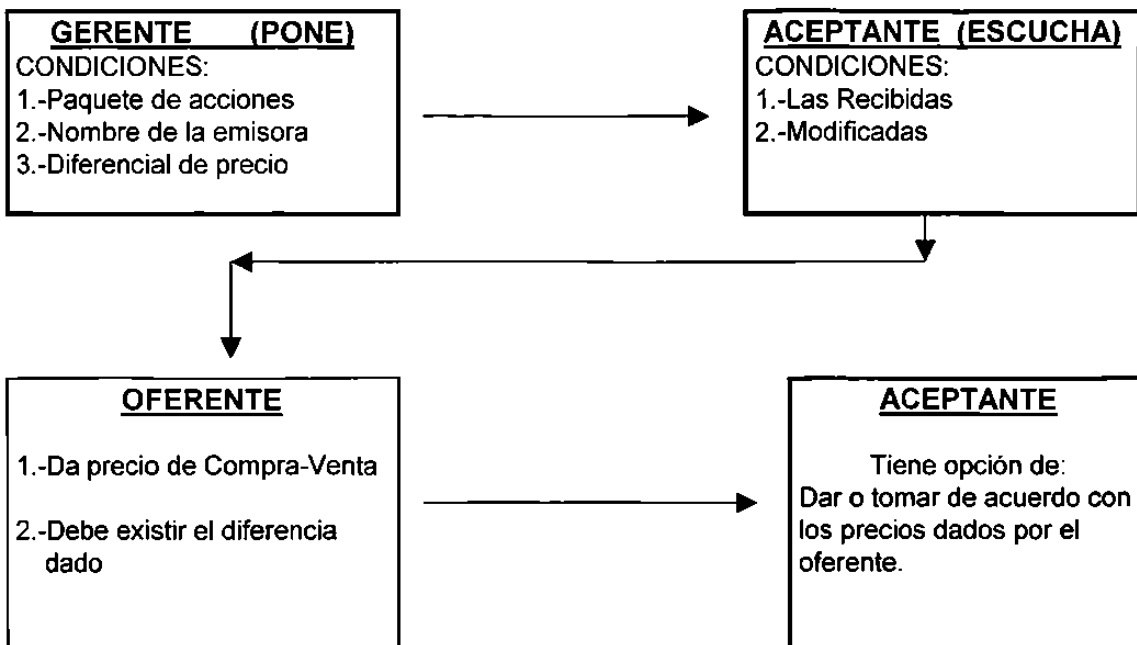 GERENTE (PONE)
CONDICIONES:
1.-Paquete de acciones
2.-Nombre de la emisora
3.-Diferencial de precio
ACEPTANTE (ESCUCHA)
CONDICIONES:
1.-Las Recibidas
2.-Modificadas
OFERENTE
1.-Da precio de Compra-Venta
2.-Debe existir el diferencia
dado
ACEPTANTE
Tiene opción de:
Dar o tomar de acuerdo con
los precios dados por el
oferente.